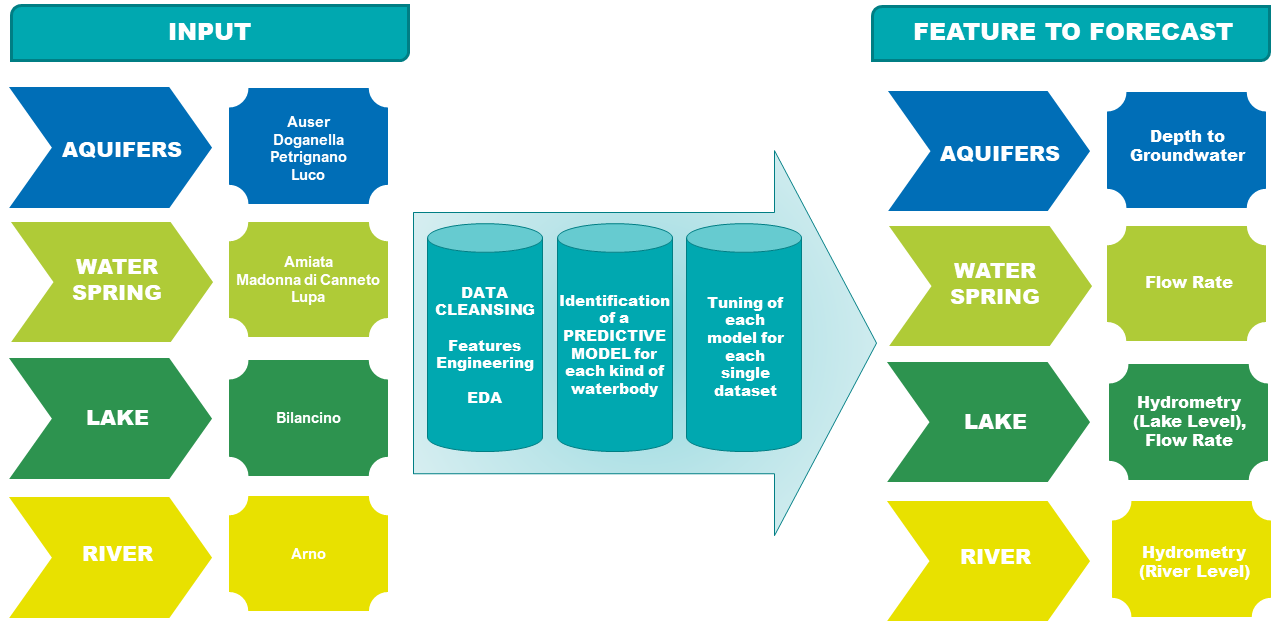 INPUT
FEATURE TO FORECAST
AQUIFERS
Auser
Doganella
Petrignano
Luco
WATER
SPRING
Amiata
Madonna di Canneto
Lupa
LAKE
Bilancino
RIVER
Arno
DATA
CLEANSING
Features
Engineering
EDA
Identification
of a
PREDICTIVE
MODEL for
each kind of
waterbody
Tuning of
each
model for
each
single
dataset
AQUIFERS
Depth to
Groundwater
WATER
SPRING
Flow Rate
LAKE
Hydrometry
(Lake Level),
Flow Rate
RIVER
Hydrometry
(River Level)